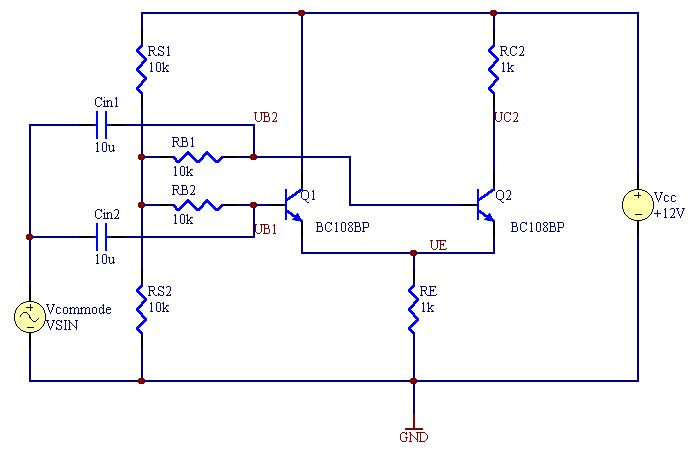 RS1
10k
RC2
1k
Cin1
10u
UB2
UC2
RB1
10k
RB2
10k
Q1
Q2
BC108BP
BC108BP
Vcc
+12V
Cin2
10u
UB1
UE
RS2
10k
RE
1k
Vcommode
VSIN
GND